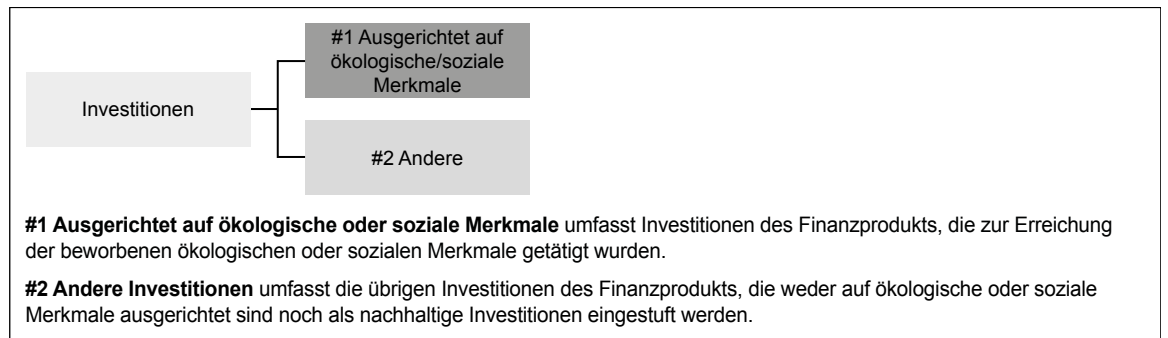 #1 Ausgerichtet auf
ökologische/soziale
Merkmale
Investitionen
#2 Andere
#1 Ausgerichtet auf ökologische oder soziale Merkmale umfasst Investitionen des Finanzprodukts, die zur Erreichung
der beworbenen ökologischen oder sozialen Merkmale getätigt wurden.
#2 Andere Investitionen umfasst die übrigen Investitionen des Finanzprodukts, die weder auf ökologische oder soziale
Merkmale ausgerichtet sind noch als nachhaltige Investitionen eingestuft werden.